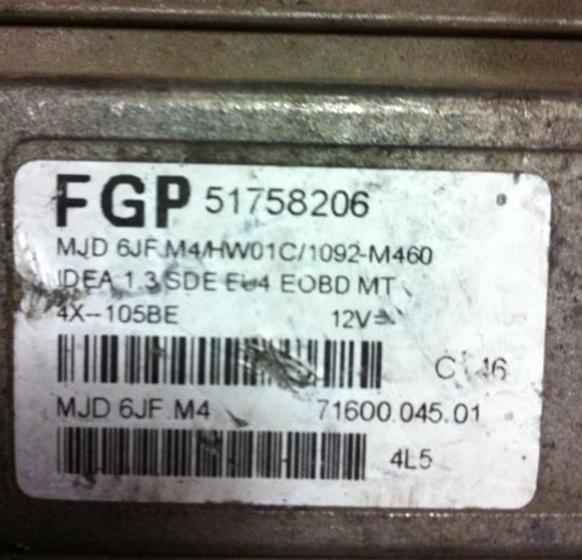 FGP 51758206
MJD 6JF.M4/HW01C/1092-M460
IDEA 1.3 SDE EU4 EOBD MT
4X--105BE 12V
MJD 6JF.M4 71600.045.01
4L5